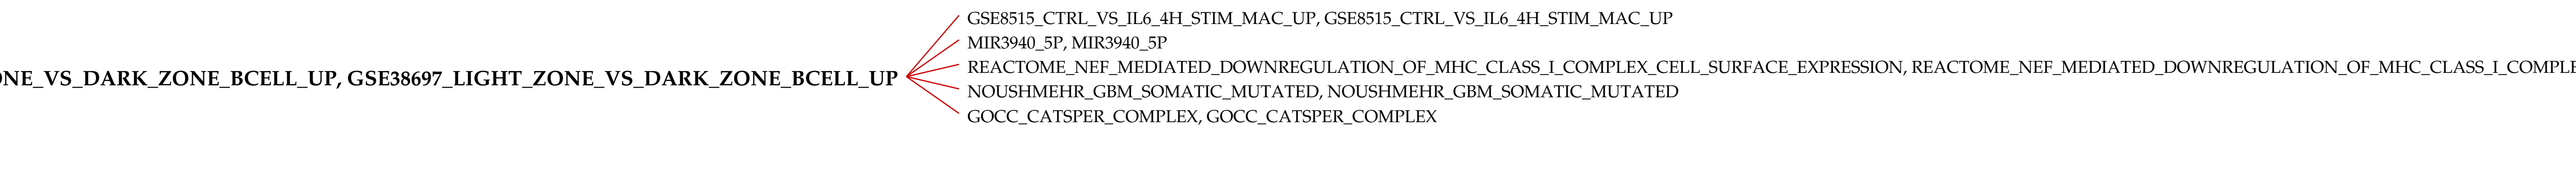 GSE8515_CTRL_VS_IL6_4H_STIM_MAC_UP, GSE8515_CTRL_VS_IL6_4H_STIM_MAC_UP
MIR3940_5P, MIR3940_5P
REACTOME_NEF_MEDIATED_DOWNREGULATION_OF_MHC_CLASS_I_COMPLEX_CELL_SURFACE_EXPRESSION, REACTOME_NEF_MEDIATED_DOWNREGULATION_OF_MHC_CLASS_I_COMPLE
ONE_VS_DARK_ZONE_BCELL_UP, GSE38697_LIGHT_ZONE_VS_DARK_ZONE_BCELL_UP
NOUSHMEHR_GBM_SOMATIC_MUTATED, NOUSHMEHR_GBM_SOMATIC_MUTATED
GOCC_CATSPER_COMPLEX, GOCC_CATSPER_COMPLEX